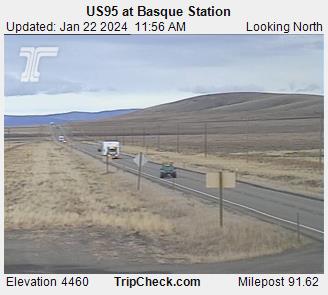 US95 at Basque Station
Updated: Jan 22 2024 11:56 AM Looking North
Elevation 4460 TripCheck.com Milepost 91.62